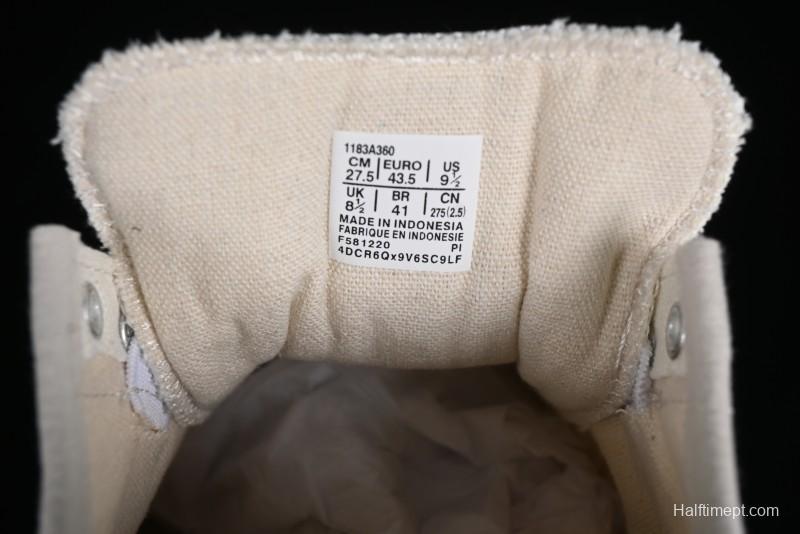 1183A360
CM | EURO | US
27.5 | 43.5 | 9½
UK | BR | CN
8½ | 41 | 275(2.5)
MADE IN INDONESIA
FABRIQUE EN INDONESIE
F581220 PI
4DCR6Qx9V6SC9LF
Halftimept.com